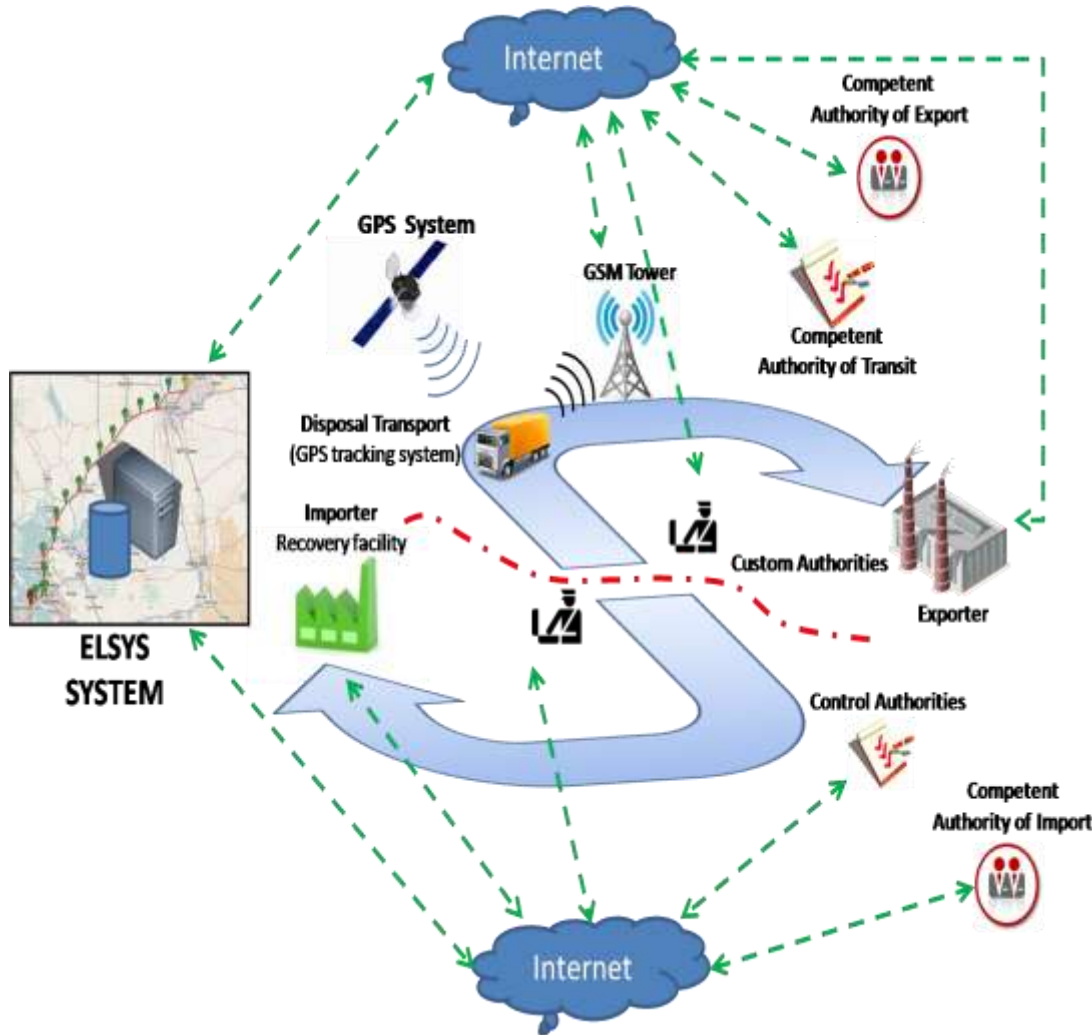 Internet
Competent
Authority of Export
GPS System
GSM Tower
Competent
Authority of Transit
Disposal Transport
(GPS tracking system)
Importer
Recovery facility
Custom Authorities
Exporter
ELSYS
SYSTEM
Control Authorities
Competent
Authority of Import
Internet